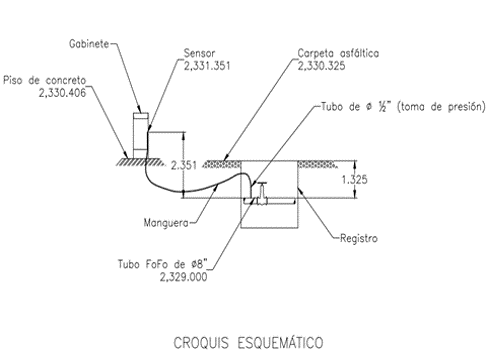 Gabinete
Sensor
2,331.351
Carpeta asfáltica
2,330.325
Piso de concreto
2,330.406
Tubo de ø ½" (toma de presión)
2.351
1.325
Manguera
Registro
Tubo FoFo de ø8"
2,329.000
CROQUIS ESQUEMÁTICO